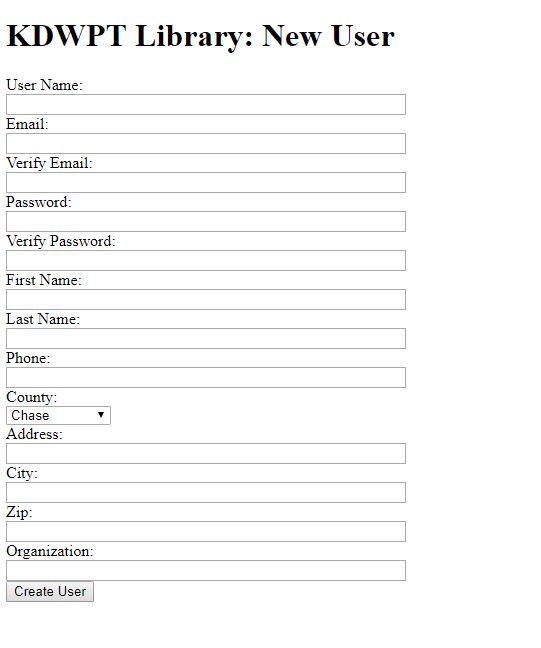 KDWPT Library: New User
User Name:
Email:
Verify Email:
Password:
Verify Password:
First Name:
Last Name:
Phone:
County:
Chase
Address:
City:
Zip:
Organization:
Create User